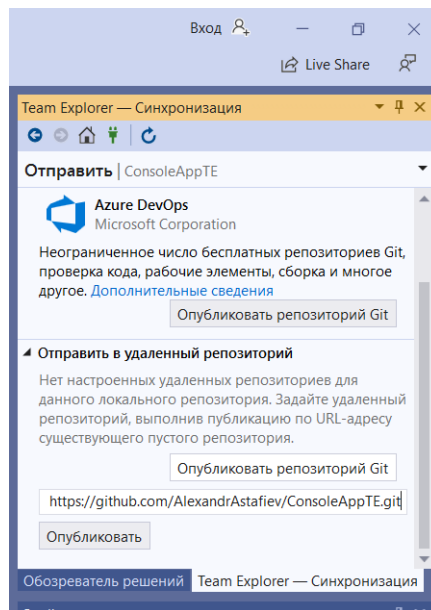 Вход
Live Share
Team Explorer — Синхронизация
Отправить | ConsoleAppTE
Azure DevOps
Microsoft Corporation
Неограниченное число бесплатных репозиториев Git,
проверка кода, рабочие элементы, сборка и многое
другое. Дополнительные сведения
Опубликовать репозиторий Git
Отправить в удаленный репозиторий
Нет настроенных удаленных репозиториев для
данного локального репозитория. Задайте удаленный
репозиторий, выполнив публикацию по URL-адресу
существующего пустого репозитория.
Опубликовать репозиторий Git
https://github.com/AlexandrAstafiev/ConsoleAppTE.git
Опубликовать
Обозреватель решений Team Explorer — Синхронизация